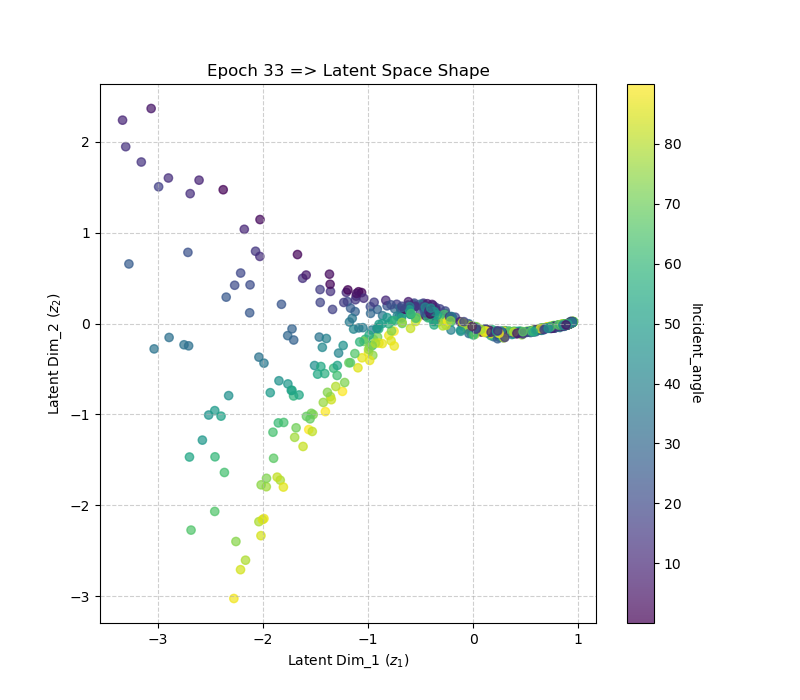 Epoch 33 => Latent Space Shape
2
1
0
−1
−2
−3
Latent Dim_2 (z₂)
−3 −2 −1 0 1
Latent Dim_1 (z₁)
80
70
60
50
40
30
20
10
Incident_angle